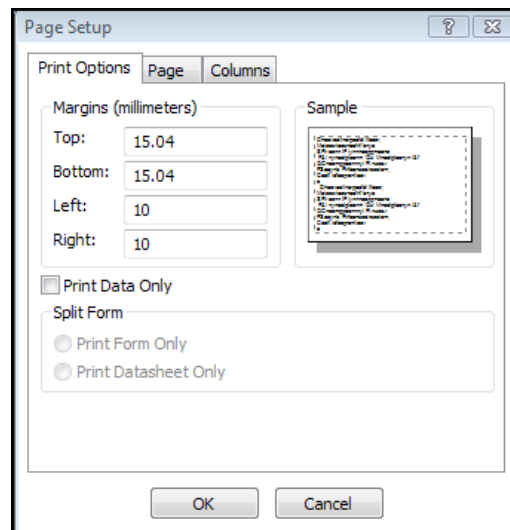 Page Setup
Print Options Page Columns
Margins (millimeters)
Top: 15.04
Bottom: 15.04
Left: 10
Right: 10
Sample
Print Data Only
Split Form
Print Form Only
Print Datasheet Only
OK Cancel